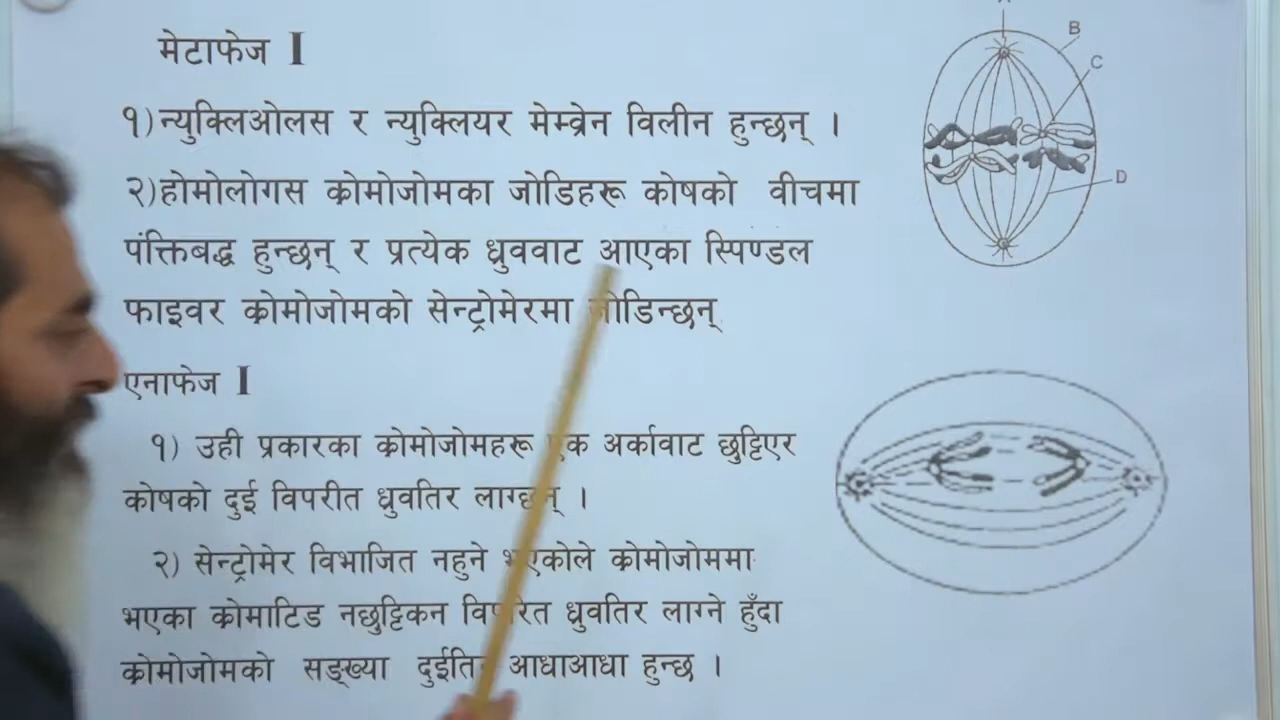 मेटाफेज I
१)न्युक्लिओलस र न्युक्लियर मेम्व्रेन विलीन हुन्छन् ।
२)होमोलोगस क्रोमोजोमका जोडिहरू कोषको वीचमा
पंक्तिबद्ध हुन्छन् र प्रत्येक ध्रुववाट आएका स्पिण्डल
फाइवर क्रोमोजोमको सेन्ट्रोमेरमा
एनाफेज I
१) उही प्रकारका क्रोमोजोमहरू अर्कावाट छुट्टिएर
कोषको दुई विपरीत ध्रुवतिर लाग्छन् ।
२) सेन्ट्रोमेर विभाजित नहुने क्रोमोजोममा
भएका क्रोमाटिड नछुट्टिकन ध्रुवतिर लाग्ने हुँदा
क्रोमोजोमको सङ्ख्या आधाआधा हुन्छ ।
B
C
D